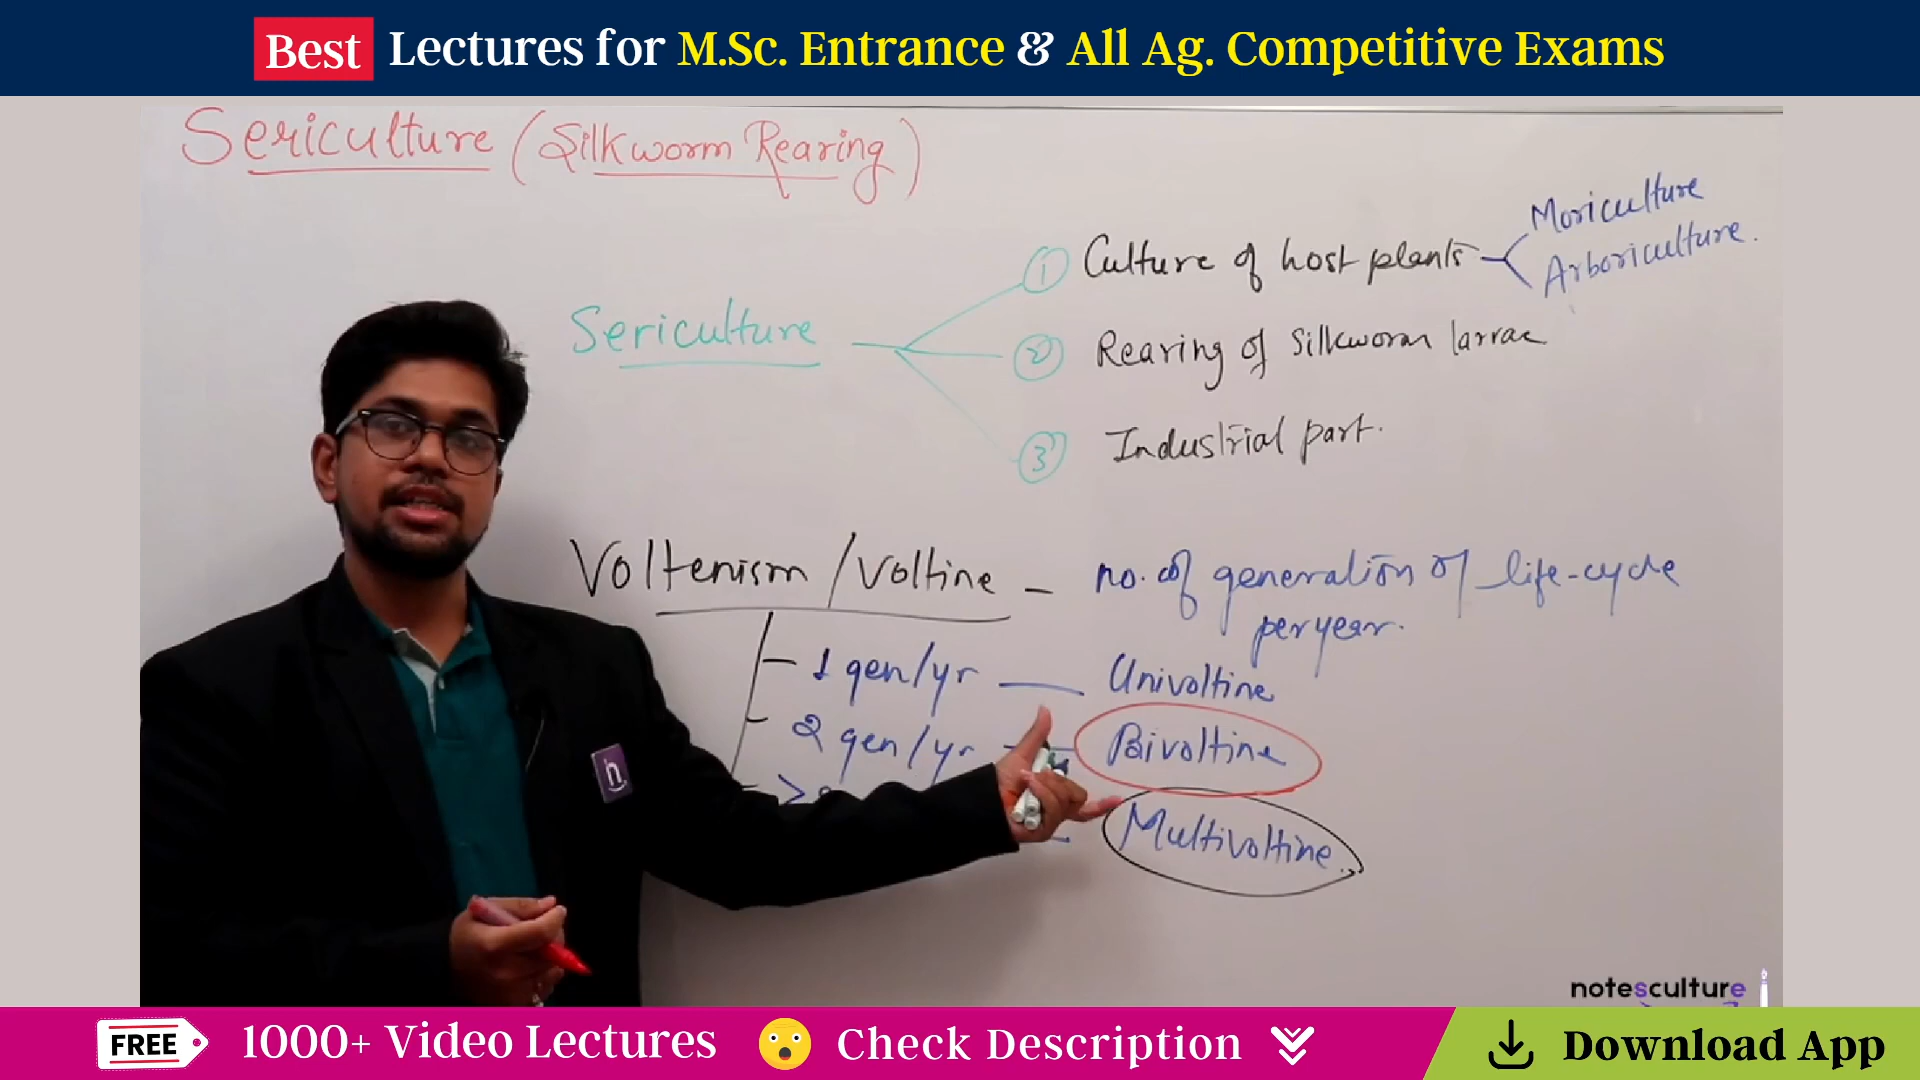 Best Lectures for M.Sc. Entrance & All Ag. Competitive Exams
Sericulture (Silkworm Rearing)
Moriculture
① Culture of host plants
Arboriculture.
Sericulture
② Rearing of Silkworm larvae
③ Industrial part.
Voltenism / Voltine - no. of generation of life-cycle
per year.
1 gen/yr — Univoltine
2 gen/yr — Bivoltine
>
Multivoltine
n
notesculture
FREE 1000+ Video Lectures Check Description Download App